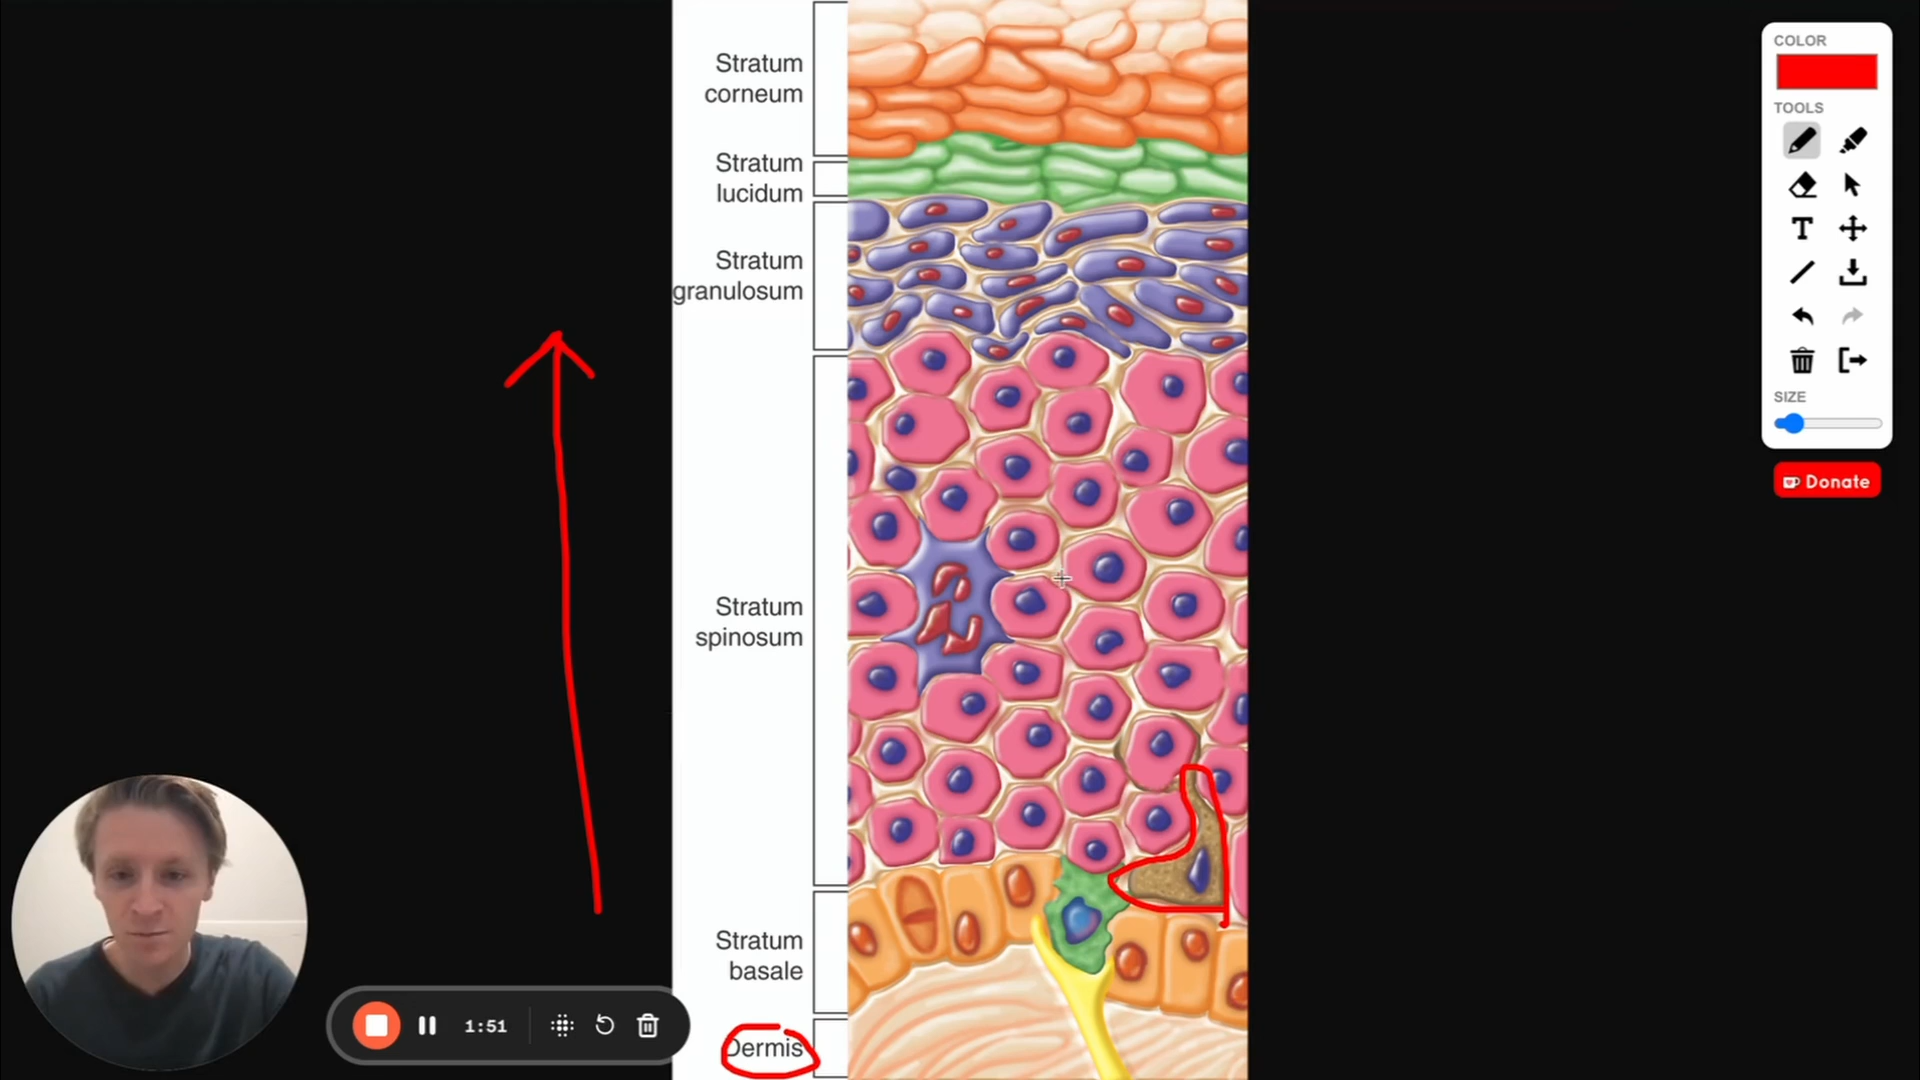 Stratum
corneum
Stratum
lucidum
Stratum
granulosum
Stratum
spinosum
Stratum
basale
Dermis
1:51
COLOR
TOOLS
T
SIZE
Donate